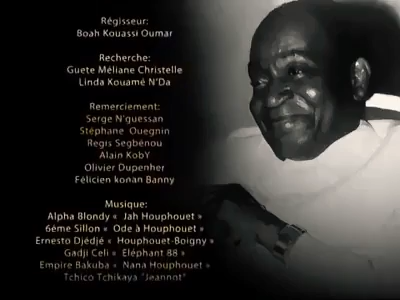 Régisseur:
Boah Kouassi Oumar
Recherche:
Guete Méliane Christelle
Linda Kouamé N'Da
Remerciement:
Serge N'guessan
Stéphane Ouegnin
Regis Segbénou
Alain KobY
Olivier Dupenher
Félicien konan Banny
Musique:
Alpha Blondy « Jah Houphouet »
6ème Sillon « Ode à Houphouet »
Ernesto Djédjé « Houphouet-Boigny »
Gadji Celi « Eléphant 88 »
Empire Bakuba « Nana Houphouet »
Tchico Tchikaya "Jeannot"